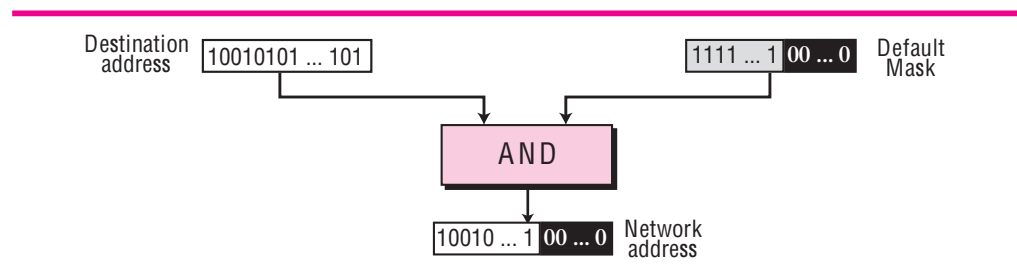 Destination
address
10010101 ... 101
1111 ... 1 00 ... 0
Default
Mask
AND
10010 ... 1 00 ... 0
Network
address